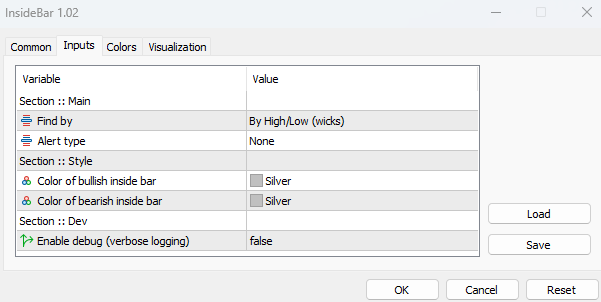 InsideBar 1.02
Common Inputs Colors Visualization
Variable Value
Section :: Main
Find by By High/Low (wicks)
Alert type None
Section :: Style
Color of bullish inside bar Silver
Color of bearish inside bar Silver
Section :: Dev
Enable debug (verbose logging) false
Load
Save
OK Cancel Reset